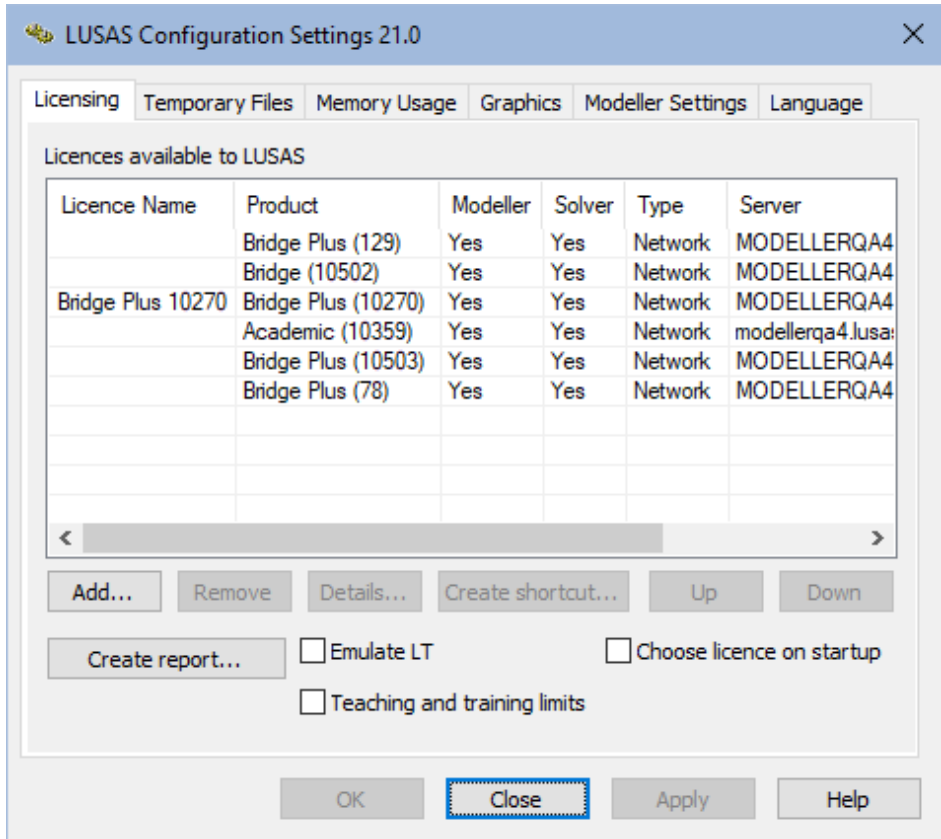 LUSAS Configuration Settings 21.0
Licensing Temporary Files Memory Usage Graphics Modeller Settings Language
Licences available to LUSAS
Licence Name Product Modeller Solver Type Server
Bridge Plus (129) Yes Yes Network MODELLERQA4
Bridge (10502) Yes Yes Network MODELLERQA4
Bridge Plus 10270 Bridge Plus (10270) Yes Yes Network MODELLERQA4
Academic (10359) Yes Yes Network modellerqa4.lusas
Bridge Plus (10503) Yes Yes Network MODELLERQA4
Bridge Plus (78) Yes Yes Network MODELLERQA4
Add... Remove Details... Create shortcut... Up Down
Create report... Emulate LT Choose licence on startup
Teaching and training limits
OK Close Apply Help